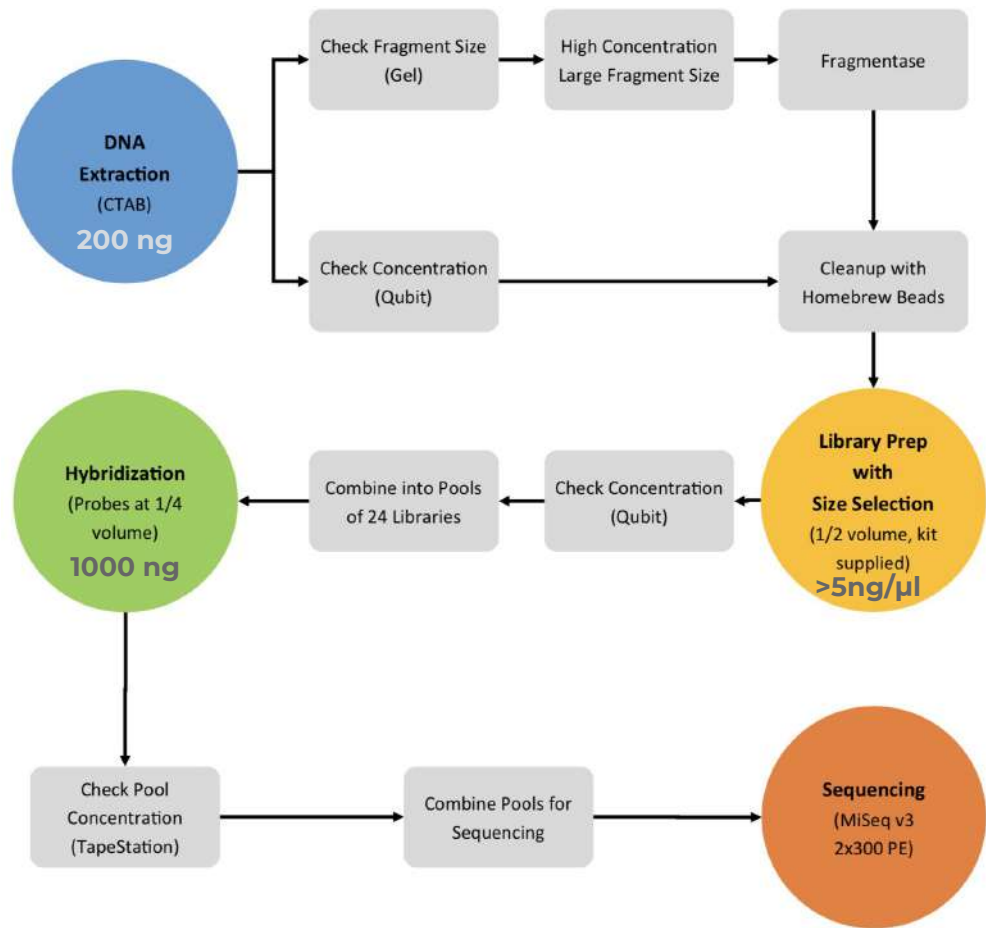 DNA
Extraction
(CTAB)
200 ng
Check Fragment Size
(Gel)
High Concentration
Large Fragment Size
Fragmentase
Check Concentration
(Qubit)
Cleanup with
Homebrew Beads
Library Prep
with
Size Selection
(1/2 volume, kit
supplied)
>5ng/µl
Check Concentration
(Qubit)
Combine into Pools
of 24 Libraries
Hybridization
(Probes at 1/4
volume)
1000 ng
Check Pool
Concentration
(TapeStation)
Combine Pools for
Sequencing
Sequencing
(MiSeq v3
2x300 PE)